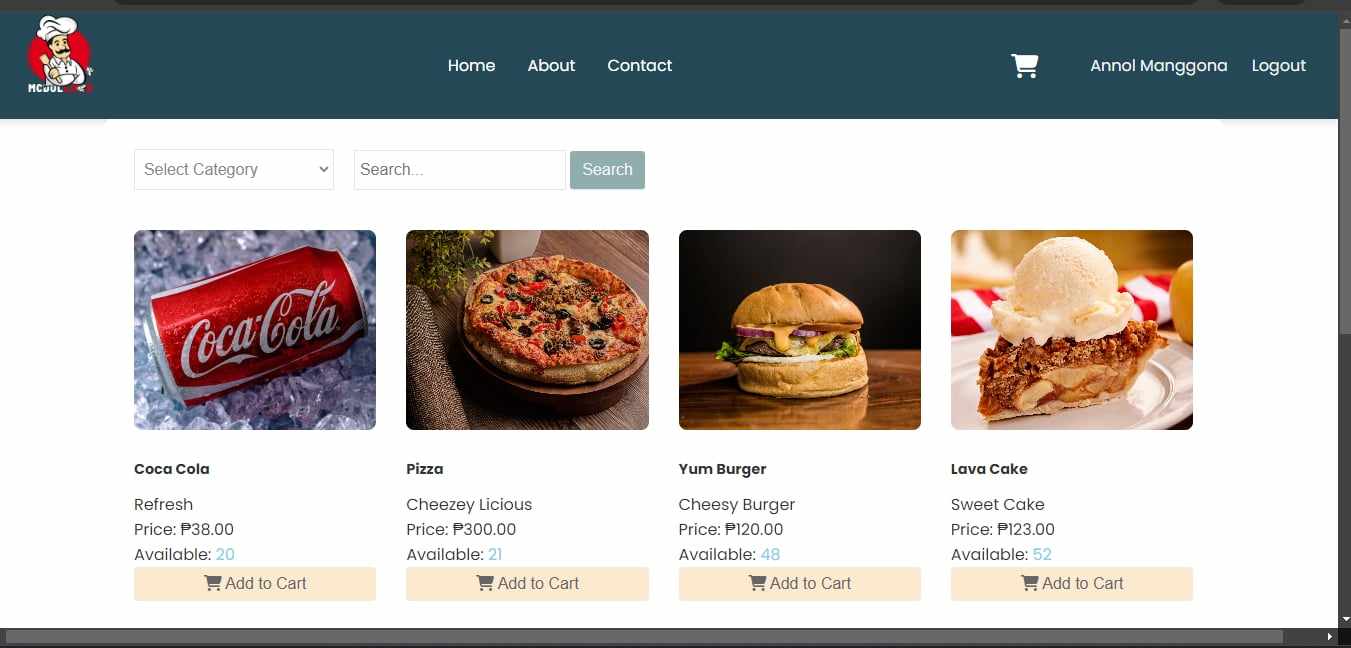 Home About Contact Annol Manggona Logout
Select Category Search... Search
Coca-Cola
Coca Cola Pizza Yum Burger Lava Cake
Refresh Cheezey Licious Cheesy Burger Sweet Cake
Price: ₱38.00 Price: ₱300.00 Price: ₱120.00 Price: ₱123.00
Available: 20 Available: 21 Available: 48 Available: 52
Add to Cart Add to Cart Add to Cart Add to Cart